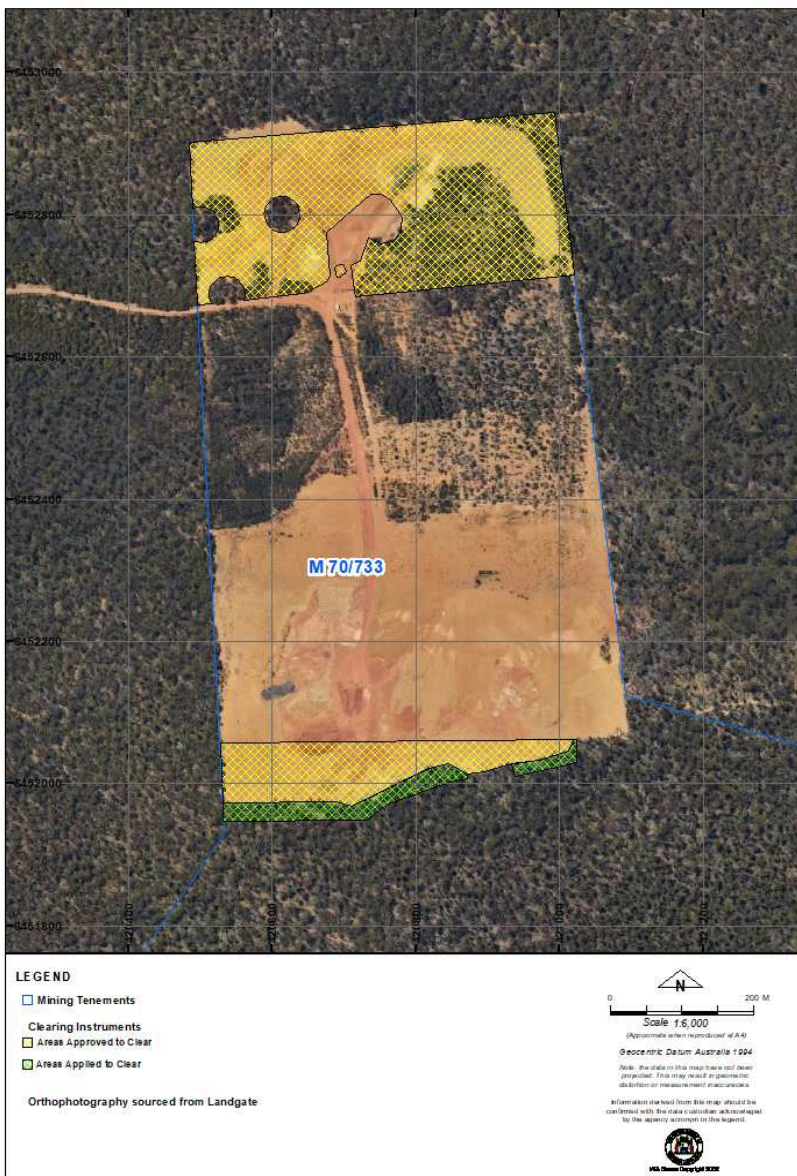 6453000
6452800
6452600
6452400
M 70/733
6452200
6452000
6451800
LEGEND
Mining Tenements
Clearing Instruments
Areas Approved to Clear
Areas Applied to Clear
Orthophotography sourced from Landgate
N
0 200 M
Scale 1:6,000
(Approximate when reproduced at A4)
Geocentric Datum Australia 1994
Note: the data in this map have not been
projected. This may result in geometric
distortion or measurement inaccuracies.
Information derived from this map should be
confirmed with the data custodian acknowledged
by the agency acronym in the legend.